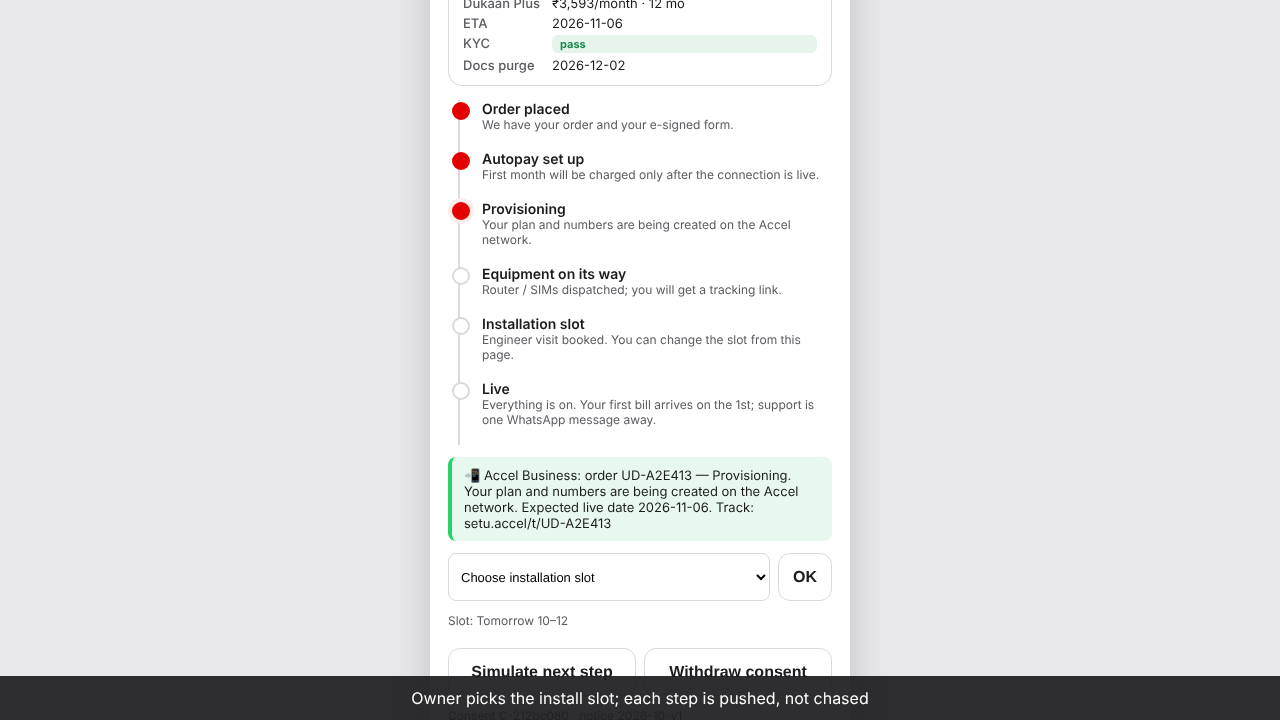 Dukaan Plus ₹3,593/month · 12 mo
ETA 2026-11-06
KYC pass
Docs purge 2026-12-02
Order placed
We have your order and your e-signed form.
Autopay set up
First month will be charged only after the connection is live.
Provisioning
Your plan and numbers are being created on the Accel
network.
Equipment on its way
Router / SIMs dispatched; you will get a tracking link.
Installation slot
Engineer visit booked. You can change the slot from this
page.
Live
Everything is on. Your first bill arrives on the 1st; support is
one WhatsApp message away.
📲 Accel Business: order UD-A2E413 — Provisioning.
Your plan and numbers are being created on the Accel
network. Expected live date 2026-11-06. Track:
setu.accel/t/UD-A2E413
Choose installation slot OK
Slot: Tomorrow 10–12
Simulate next step Withdraw consent
Owner picks the install slot; each step is pushed, not chased